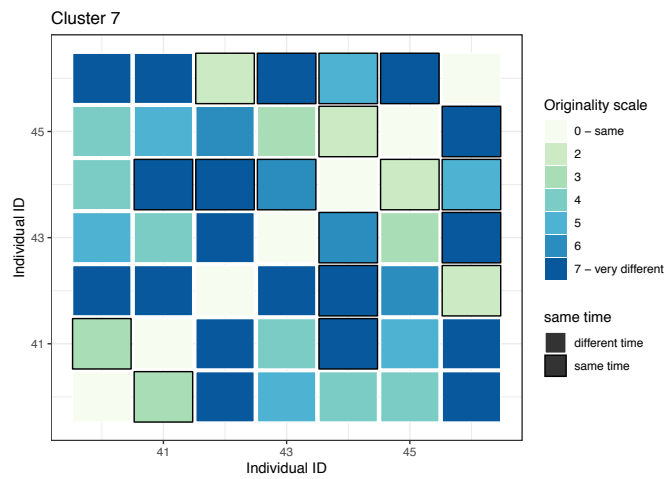 Cluster 7
Individual ID
45
43
41
41
43
45
Individual ID
Originality scale
0 − same
2
3
4
5
6
7 − very different
same time
different time
same time